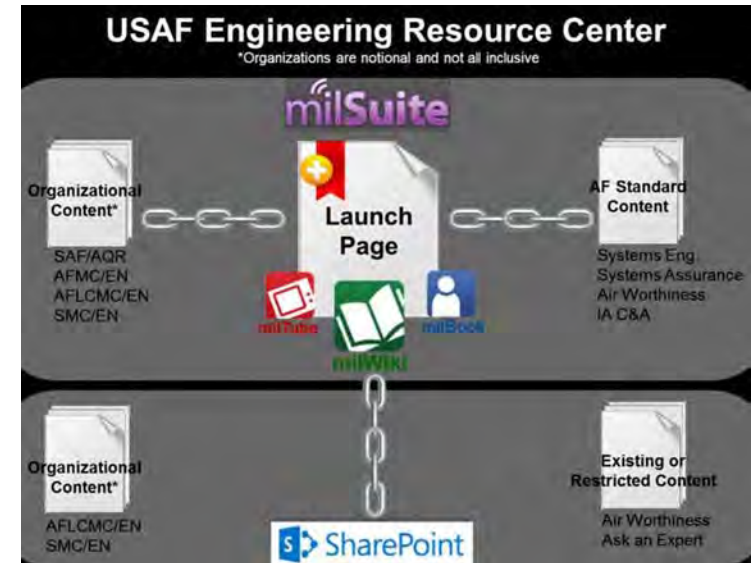 USAF Engineering Resource Center
*Organizations are notional and not all inclusive
milSuite
Organizational
Content*
SAF/AQR
AFMC/EN
AFLCMC/EN
SMC/EN
Launch
Page
milTube
milWiki
milBook
AF Standard
Content
Systems Eng.
Systems Assurance
Air Worthiness
IA C&A
Organizational
Content*
AFLCMC/EN
SMC/EN
S SharePoint
Existing or
Restricted Content
Air Worthiness
Ask an Expert